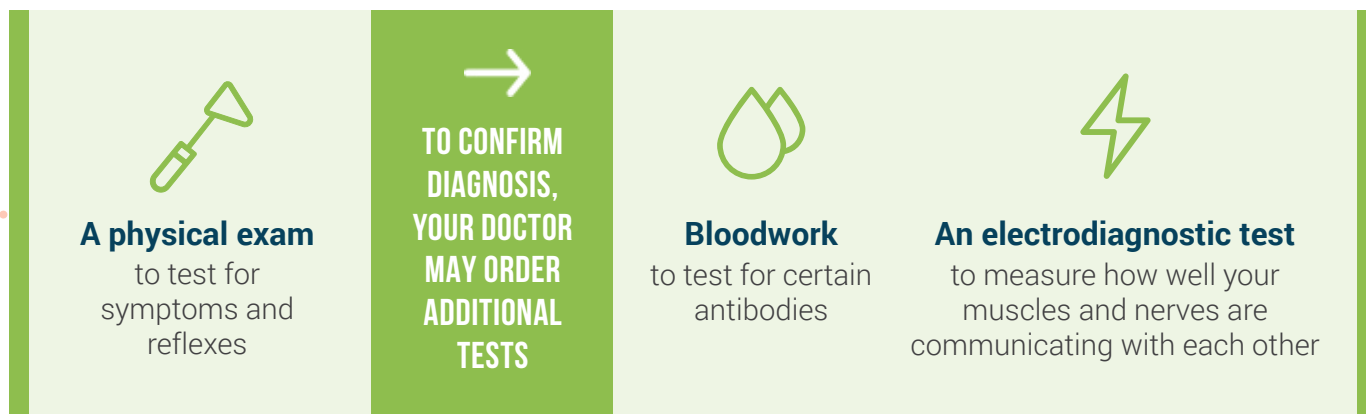 A physical exam
to test for
symptoms and
reflexes
TO CONFIRM
DIAGNOSIS,
YOUR DOCTOR
MAY ORDER
ADDITIONAL
TESTS
Bloodwork
to test for certain
antibodies
An electrodiagnostic test
to measure how well your
muscles and nerves are
communicating with each other